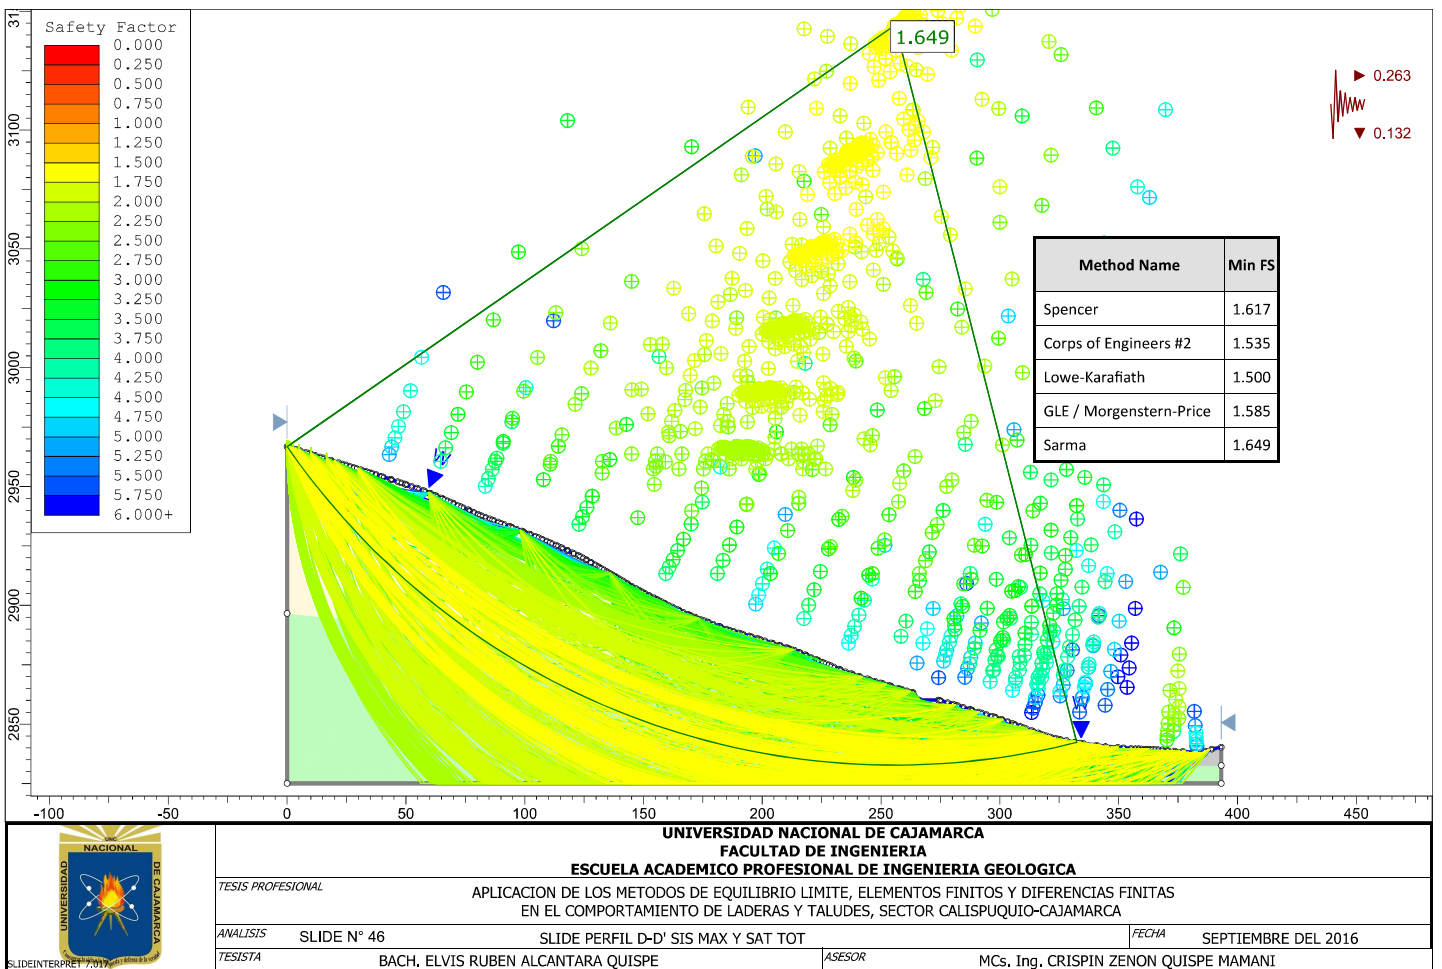 Safety Factor
0.000
0.250
0.500
0.750
1.000
1.250
1.500
1.750
2.000
2.250
2.500
2.750
3.000
3.250
3.500
3.750
4.000
4.250
4.500
4.750
5.000
5.250
5.500
5.750
6.000+
1.649
0.263
0.132
3100
3050
3000
2950
2900
2850
W
W
Method Name Min FS
Spencer 1.617
Corps of Engineers #2 1.535
Lowe-Karafiath 1.500
GLE / Morgenstern-Price 1.585
Sarma 1.649
-100 -50 0 50 100 150 200 250 300 350 400 450
UNC
NACIONAL
UNIVERSIDAD
DE CAJAMARCA
SLIDEINTERPRET 7.017
UNIVERSIDAD NACIONAL DE CAJAMARCA
FACULTAD DE INGENIERIA
ESCUELA ACADEMICO PROFESIONAL DE INGENIERIA GEOLOGICA
TESIS PROFESIONAL
APLICACION DE LOS METODOS DE EQUILIBRIO LIMITE, ELEMENTOS FINITOS Y DIFERENCIAS FINITAS
EN EL COMPORTAMIENTO DE LADERAS Y TALUDES, SECTOR CALISPUQUIO-CAJAMARCA
ANALISIS SLIDE N° 46 SLIDE PERFIL D-D' SIS MAX Y SAT TOT
FECHA SEPTIEMBRE DEL 2016
TESISTA BACH. ELVIS RUBEN ALCANTARA QUISPE
ASESOR MCs. Ing. CRISPIN ZENON QUISPE MAMANI